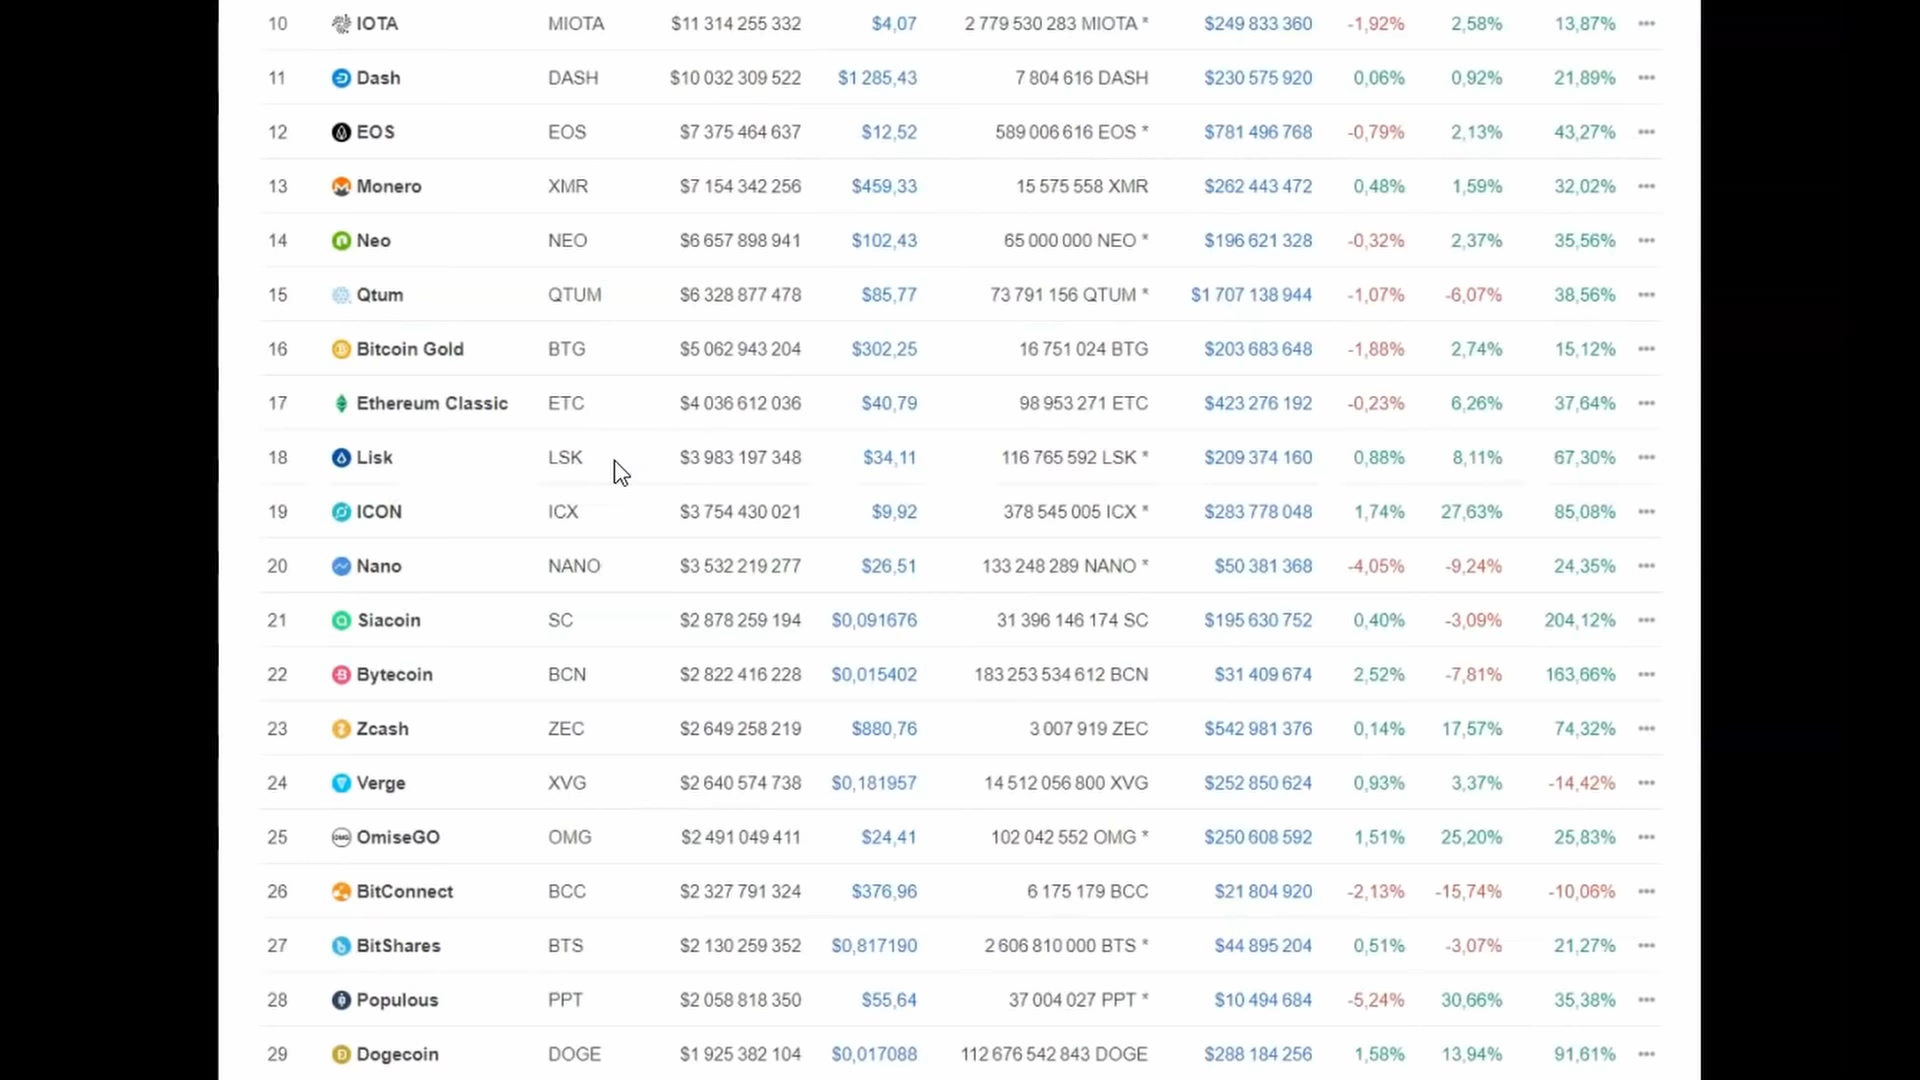 10 IOTA MIOTA $11 314 255 332 $4,07 2 779 530 283 MIOTA * $249 833 360 -1,92% 2,58% 13,87% •••
11 Dash DASH $10 032 309 522 $1 285,43 7 804 616 DASH $230 575 920 0,06% 0,92% 21,89% •••
12 EOS EOS $7 375 464 637 $12,52 589 006 616 EOS * $781 496 768 -0,79% 2,13% 43,27% •••
13 Monero XMR $7 154 342 256 $459,33 15 575 558 XMR $262 443 472 0,48% 1,59% 32,02% •••
14 Neo NEO $6 657 898 941 $102,43 65 000 000 NEO * $196 621 328 -0,32% 2,37% 35,56% •••
15 Qtum QTUM $6 328 877 478 $85,77 73 791 156 QTUM * $1 707 138 944 -1,07% -6,07% 38,56% •••
16 Bitcoin Gold BTG $5 062 943 204 $302,25 16 751 024 BTG $203 683 648 -1,88% 2,74% 15,12% •••
17 Ethereum Classic ETC $4 036 612 036 $40,79 98 953 271 ETC $423 276 192 -0,23% 6,26% 37,64% •••
18 Lisk LSK $3 983 197 348 $34,11 116 765 592 LSK * $209 374 160 0,88% 8,11% 67,30% •••
19 ICON ICX $3 754 430 021 $9,92 378 545 005 ICX * $283 778 048 1,74% 27,63% 85,08% •••
20 Nano NANO $3 532 219 277 $26,51 133 248 289 NANO * $50 381 368 -4,05% -9,24% 24,35% •••
21 Siacoin SC $2 878 259 194 $0,091676 31 396 146 174 SC $195 630 752 0,40% -3,09% 204,12% •••
22 Bytecoin BCN $2 822 416 228 $0,015402 183 253 534 612 BCN $31 409 674 2,52% -7,81% 163,66% •••
23 Zcash ZEC $2 649 258 219 $880,76 3 007 919 ZEC $542 981 376 0,14% 17,57% 74,32% •••
24 Verge XVG $2 640 574 738 $0,181957 14 512 056 800 XVG $252 850 624 0,93% 3,37% -14,42% •••
25 OmiseGO OMG $2 491 049 411 $24,41 102 042 552 OMG * $250 608 592 1,51% 25,20% 25,83% •••
26 BitConnect BCC $2 327 791 324 $376,96 6 175 179 BCC $21 804 920 -2,13% -15,74% -10,06% •••
27 BitShares BTS $2 130 259 352 $0,817190 2 606 810 000 BTS * $44 895 204 0,51% -3,07% 21,27% •••
28 Populous PPT $2 058 818 350 $55,64 37 004 027 PPT * $10 494 684 -5,24% 30,66% 35,38% •••
29 Dogecoin DOGE $1 925 382 104 $0,017088 112 676 542 843 DOGE $288 184 256 1,58% 13,94% 91,61% •••